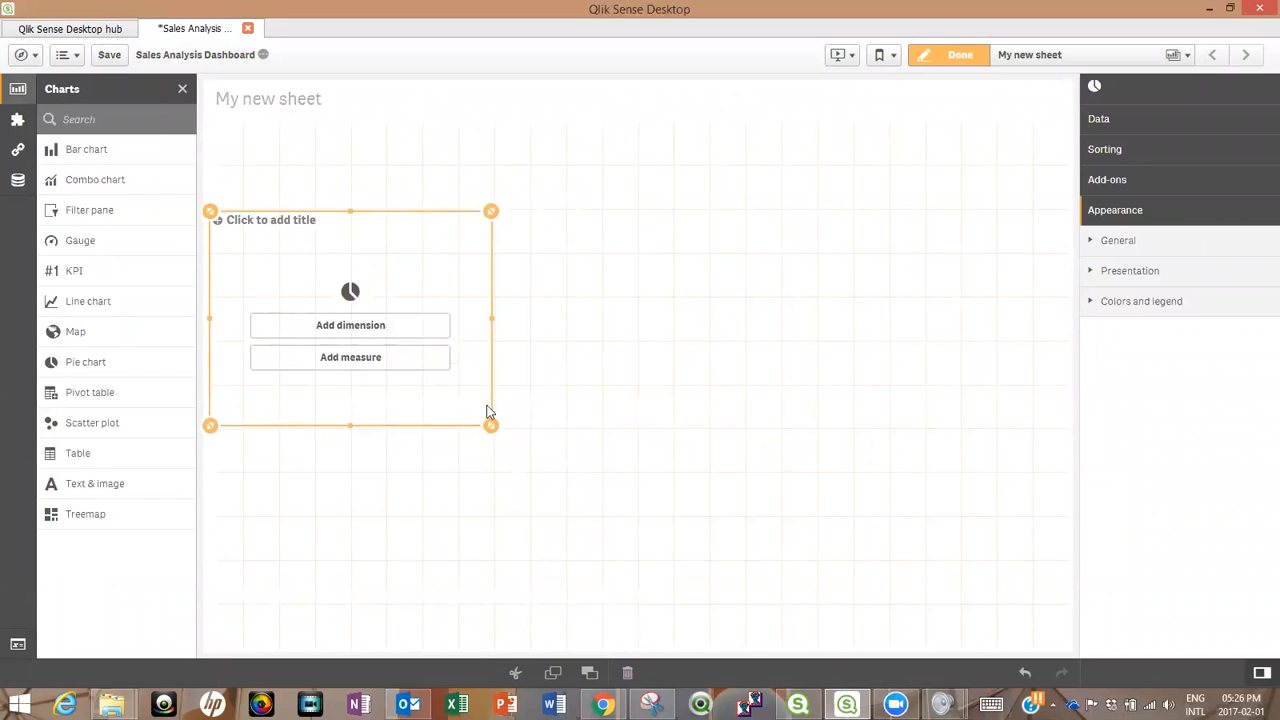 Qlik Sense Desktop
Qlik Sense Desktop hub
*Sales Analysis ...
Save
Sales Analysis Dashboard
Done
My new sheet
Charts
Search
Bar chart
Combo chart
Filter pane
Gauge
#1 KPI
Line chart
Map
Pie chart
Pivot table
Scatter plot
Table
A Text & image
Treemap
My new sheet
Click to add title
Add dimension
Add measure
Data
Sorting
Add-ons
Appearance
General
Presentation
Colors and legend
ENG
INTL
05:26 PM
2017-02-01